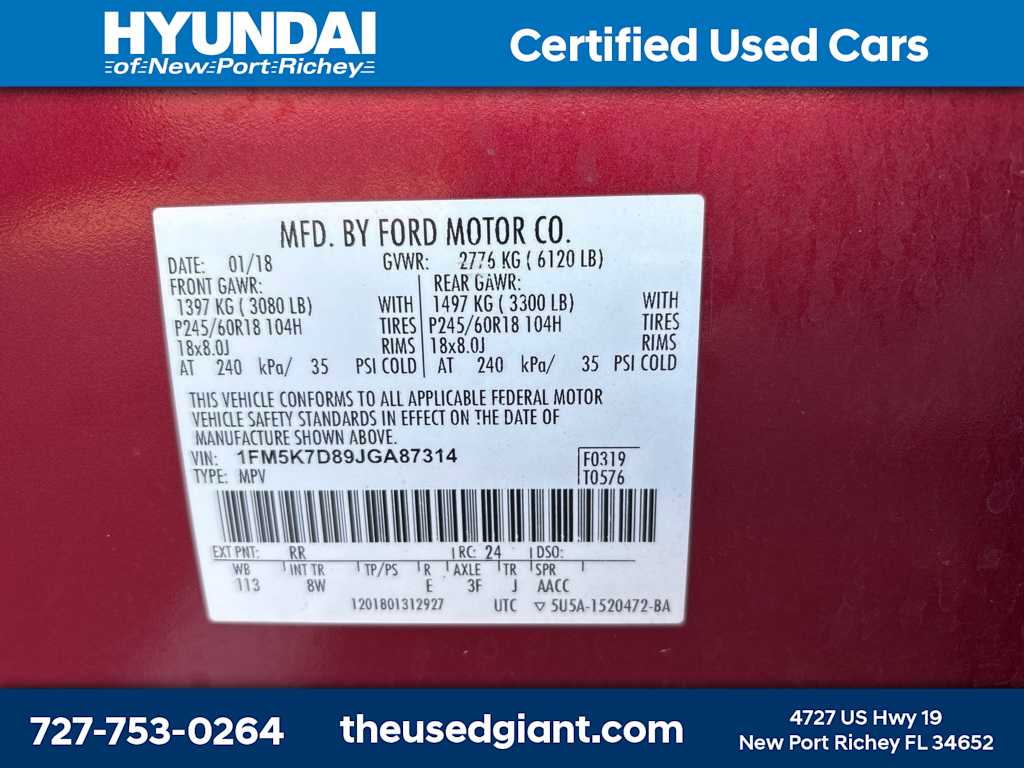 HYUNDAI
of New Port Richey
Certified Used Cars
MFD. BY FORD MOTOR CO.
DATE: 01/18 GVWR: 2776 KG ( 6120 LB)
FRONT GAWR: REAR GAWR:
1397 KG ( 3080 LB) WITH 1497 KG ( 3300 LB) WITH
P245/60R18 104H TIRES P245/60R18 104H TIRES
18x8.0J RIMS 18x8.0J RIMS
AT 240 kPa/ 35 PSI COLD AT 240 kPa/ 35 PSI COLD
THIS VEHICLE CONFORMS TO ALL APPLICABLE FEDERAL MOTOR
VEHICLE SAFETY STANDARDS IN EFFECT ON THE DATE OF
MANUFACTURE SHOWN ABOVE.
VIN: 1FM5K7D89JGA87314 F0319
TYPE: MPV T0576
EXT PNT: RR RC: 24 DSO:
WB INT TR TP/PS R AXLE TR SPR
113 8W E 3F J AACC
1201801312927 UTC ▽ 5U5A-1520472-BA
727-753-0264
theusedgiant.com
4727 US Hwy 19
New Port Richey FL 34652